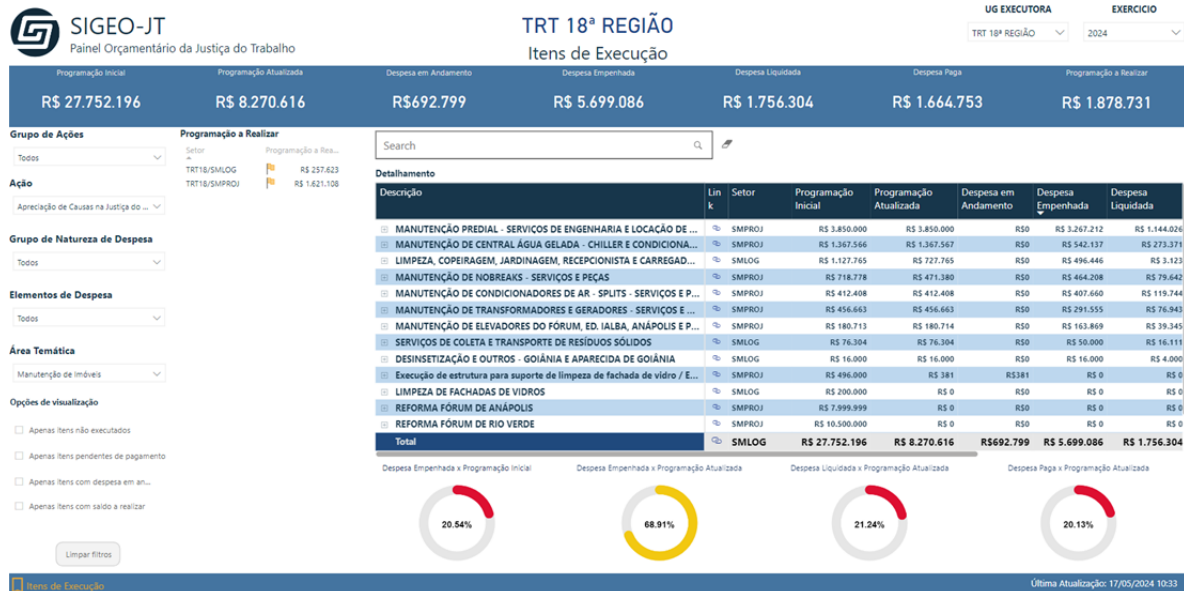 SIGEO-JT
Painel Orçamentário da Justiça do Trabalho
TRT 18ª REGIÃO
Itens de Execução
UG EXECUTORA
TRT 18ª REGIÃO
EXERCICIO
2024
Programação Inicial
R$ 27.752.196
Programação Atualizada
R$ 8.270.616
Despesa em Andamento
R$692.799
Despesa Empenhada
R$ 5.699.086
Despesa Liquidada
R$ 1.756.304
Despesa Paga
R$ 1.664.753
Programação a Realizar
R$ 1.878.731
Grupo de Ações
Todos
Ação
Apreciação de Causas na Justiça do ...
Grupo de Natureza de Despesa
Todos
Elementos de Despesa
Todos
Área Temática
Manutenção de Imóveis
Opções de visualização
Apenas itens não executados
Apenas itens pendentes de pagamento
Apenas itens com despesa em an...
Apenas itens com saldo a realizar
Limpar filtros
Programação a Realizar
Setor Programação a Rea...
TRT18/SMLOG R$ 257.623
TRT18/SMPROJ R$ 1.621.108
Search
Detalhamento
Descrição Link Setor Programação Inicial Programação Atualizada Despesa em Andamento Despesa Empenhada Despesa Liquidada
MANUTENÇÃO PREDIAL - SERVIÇOS DE ENGENHARIA E LOCAÇÃO DE ... SMPROJ R$ 3.850.000 R$ 3.850.000 R$0 R$ 3.267.212 R$ 1.144.026
MANUTENÇÃO DE CENTRAL ÁGUA GELADA - CHILLER E CONDICIONA... SMPROJ R$ 1.367.566 R$ 1.367.567 R$0 R$ 542.137 R$ 273.371
LIMPEZA, COPEIRAGEM, JARDINAGEM, RECEPCIONISTA E CARREGAD... SMLOG R$ 1.127.765 R$ 727.765 R$0 R$ 496.446 R$ 3.123
MANUTENÇÃO DE NOBREAKS - SERVIÇOS E PEÇAS SMPROJ R$ 718.778 R$ 471.380 R$0 R$ 464.208 R$ 79.642
MANUTENÇÃO DE CONDICIONADORES DE AR - SPLITS - SERVIÇOS E P... SMPROJ R$ 412.408 R$ 412.408 R$0 R$ 407.660 R$ 119.744
MANUTENÇÃO DE TRANSFORMADORES E GERADORES - SERVIÇOS E ... SMPROJ R$ 456.663 R$ 456.663 R$0 R$ 291.555 R$ 76.943
MANUTENÇÃO DE ELEVADORES DO FÓRUM, ED. IALBA, ANÁPOLIS E P... SMPROJ R$ 180.713 R$ 180.714 R$0 R$ 163.869 R$ 39.345
SERVIÇOS DE COLETA E TRANSPORTE DE RESÍDUOS SÓLIDOS SMLOG R$ 76.304 R$ 76.304 R$0 R$ 50.000 R$ 16.111
DESINSETIZAÇÃO E OUTROS - GOIÂNIA E APARECIDA DE GOIÂNIA SMLOG R$ 16.000 R$ 16.000 R$0 R$ 16.000 R$ 4.000
Execução de estrutura para suporte de limpeza de fachada de vidro / E... SMPROJ R$ 496.000 R$ 381 R$381 R$ 0 R$ 0
LIMPEZA DE FACHADAS DE VIDROS SMLOG R$ 200.000 R$ 0 R$0 R$ 0 R$ 0
REFORMA FÓRUM DE ANÁPOLIS SMPROJ R$ 7.999.999 R$ 0 R$0 R$ 0 R$ 0
REFORMA FÓRUM DE RIO VERDE SMPROJ R$ 10.500.000 R$ 0 R$0 R$ 0 R$ 0
Total SMLOG R$ 27.752.196 R$ 8.270.616 R$692.799 R$ 5.699.086 R$ 1.756.304
Despesa Empenhada x Programação Inicial
20.54%
Despesa Empenhada x Programação Atualizada
68.91%
Despesa Liquidada x Programação Atualizada
21.24%
Despesa Paga x Programação Atualizada
20.13%
Itens de Execução
Última Atualização: 17/05/2024 10:33